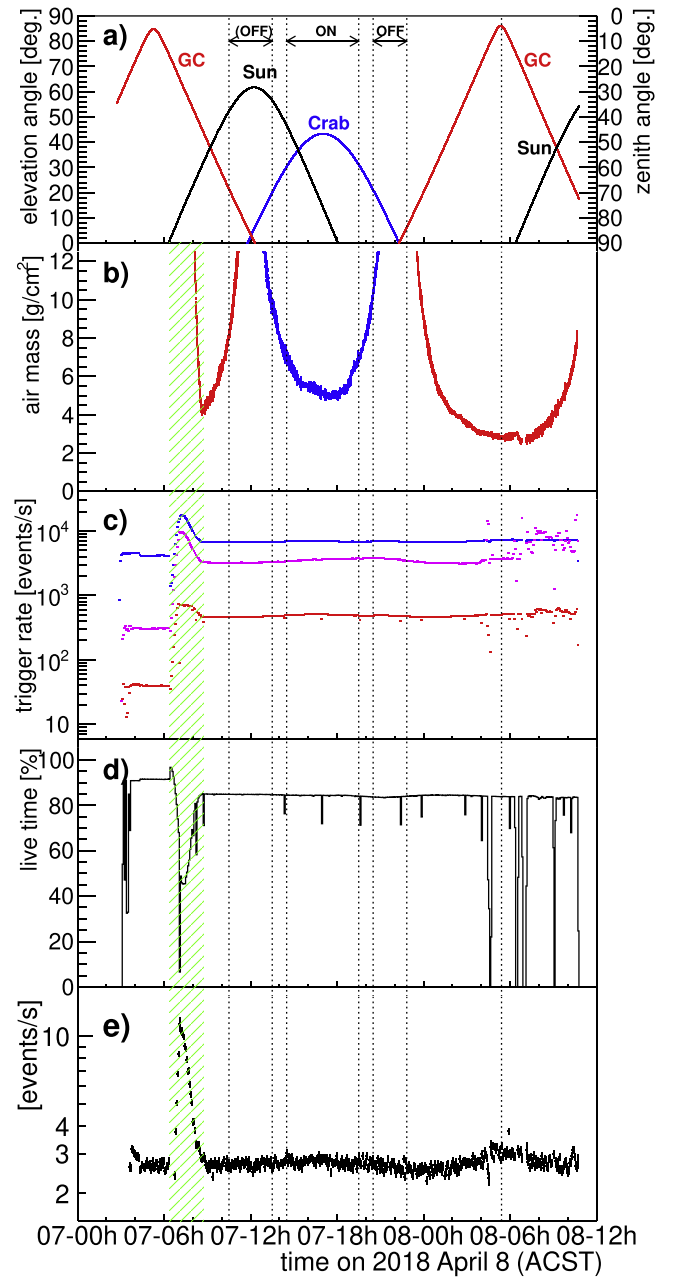 90 a) (OFF) ON OFF 0
80 GC GC 10
70 Sun 20
60 30
50 Crab 40
40 Sun 50
30 60
20 70
10 80
0 90
elevation angle [deg.]
zenith angle [deg.]
12 b)
10
8
6
4
2
0
air mass [g/cm²]
c)
10⁴
10³
10²
10
trigger rate [events/s]
100 d)
80
60
40
20
0
live time [%]
e)
10
4
3
2
[events/s]
07-00h 07-06h 07-12h 07-18h 08-00h 08-06h 08-12h
time on 2018 April 8 (ACST)